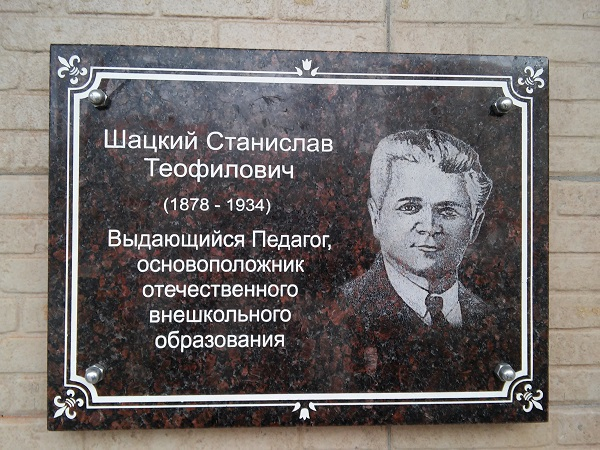 Шацкий Станислав
Теофилович
(1878 - 1934)
Выдающийся Педагог,
основоположник
отечественного
внешкольного
образования